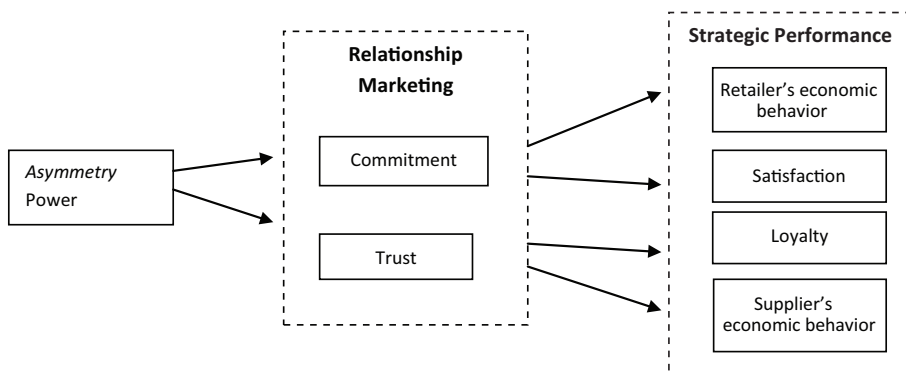 Asymmetry
Power
Relationship
Marketing
Commitment
Trust
Strategic Performance
Retailer's economic
behavior
Satisfaction
Loyalty
Supplier's
economic behavior